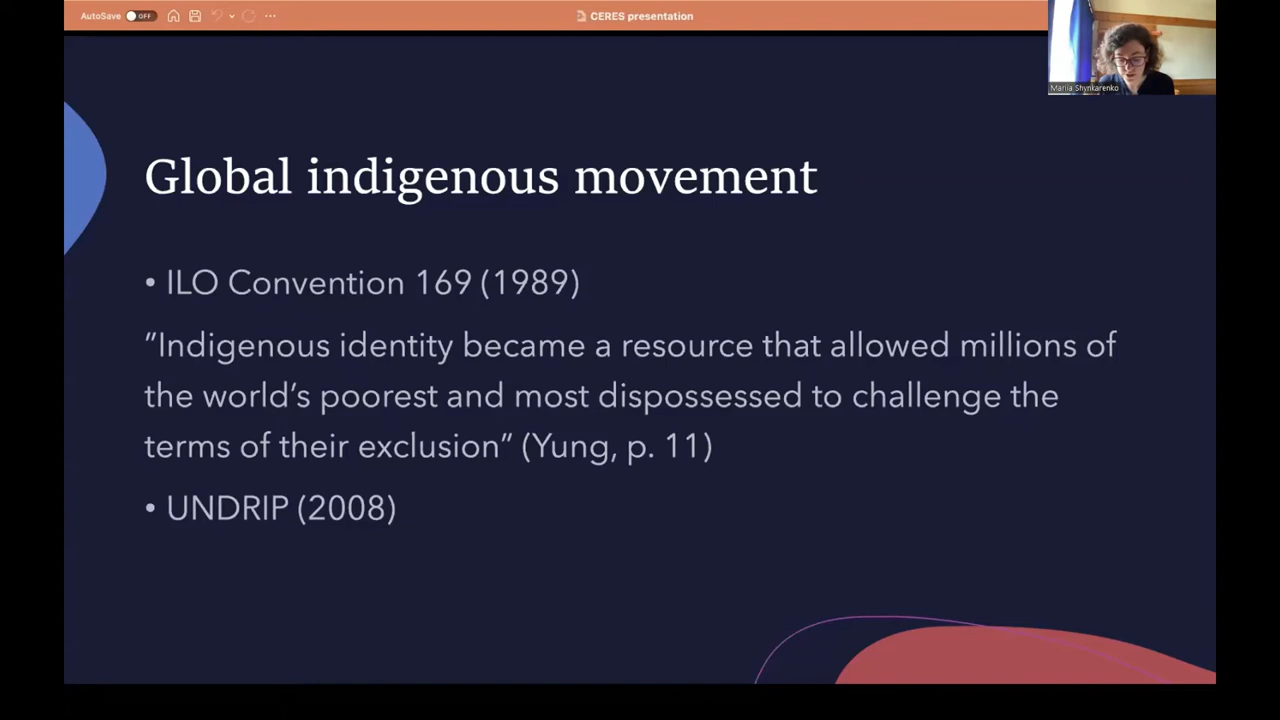 AutoSave OFF
CERES presentation
Mariia Shynkarenko
Global indigenous movement
• ILO Convention 169 (1989)
”Indigenous identity became a resource that allowed millions of
the world’s poorest and most dispossessed to challenge the
terms of their exclusion” (Yung, p. 11)
• UNDRIP (2008)